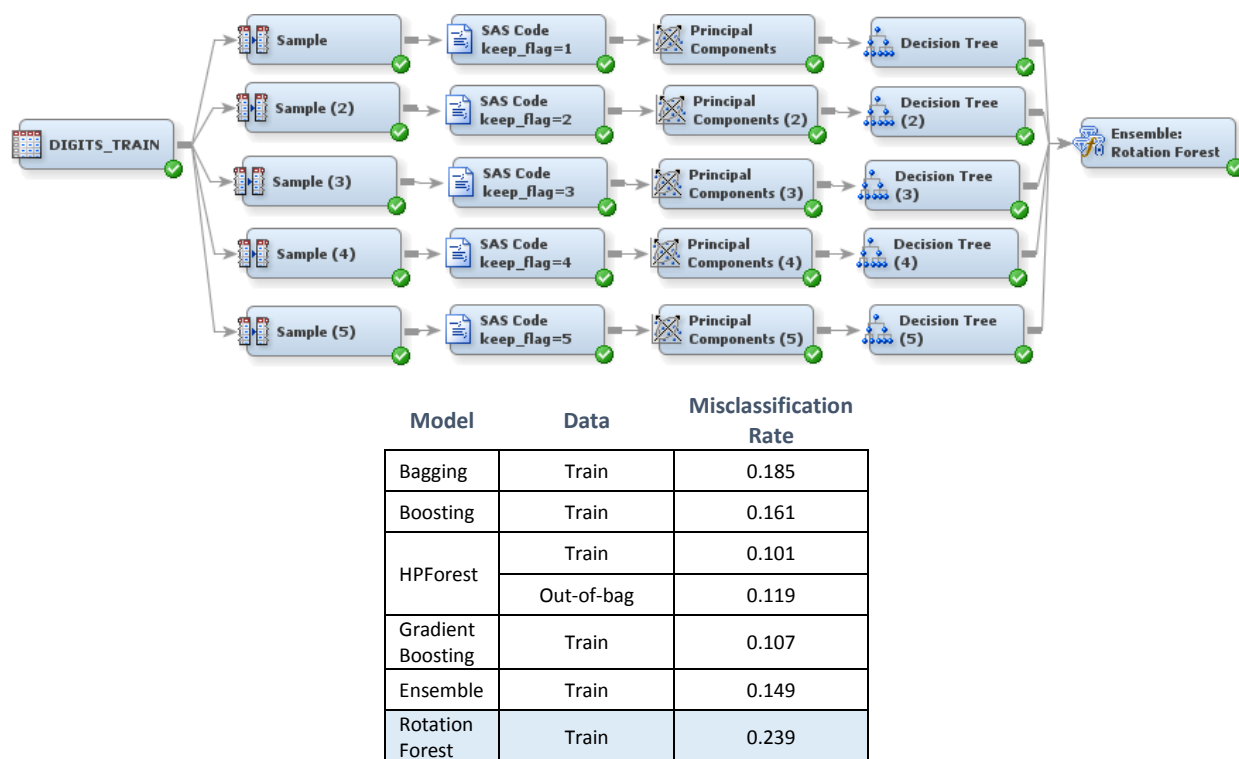 Sample
SAS Code
keep_flag=1
Principal
Components
Decision Tree
Sample (2)
SAS Code
keep_flag=2
Principal
Components (2)
Decision Tree
(2)
DIGITS_TRAIN
Ensemble:
Rotation Forest
Sample (3)
SAS Code
keep_flag=3
Principal
Components (3)
Decision Tree
(3)
Sample (4)
SAS Code
keep_flag=4
Principal
Components (4)
Decision Tree
(4)
Sample (5)
SAS Code
keep_flag=5
Principal
Components (5)
Decision Tree
(5)
Model Data Misclassification
Rate
Bagging Train 0.185
Boosting Train 0.161
HPForest Train 0.101
Out-of-bag 0.119
Gradient
Boosting Train 0.107
Ensemble Train 0.149
Rotation
Forest Train 0.239